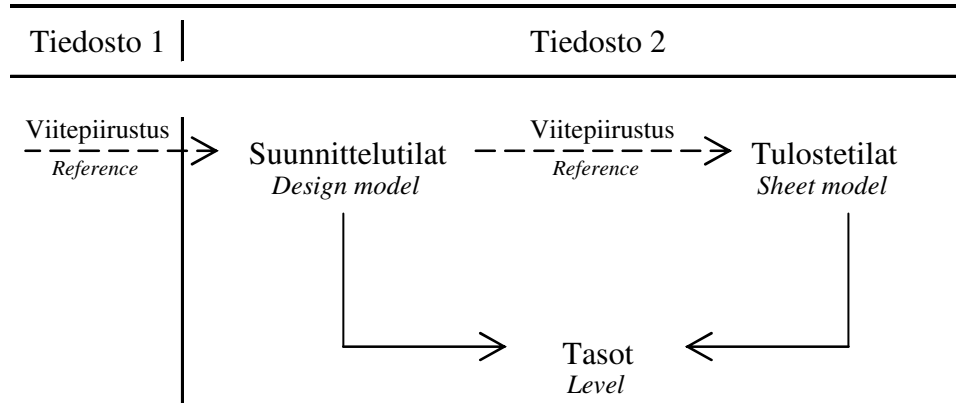 Tiedosto 1 Tiedosto 2
Viitepiirustus Viitepiirustus
Reference Suunnittelutilat Reference Tulostetilat
Design model Sheet model
Tasot
Level